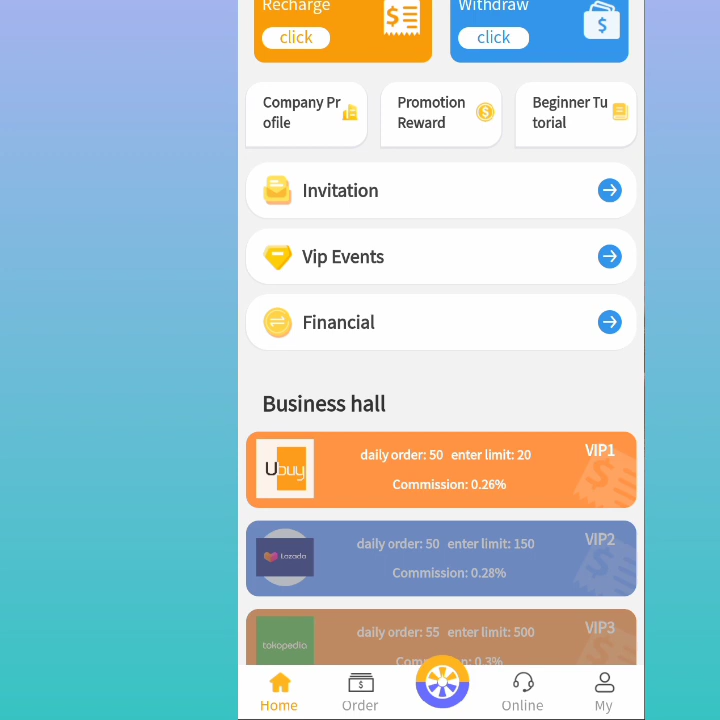 Recharge
Withdraw
click
click
Company Pr
ofile
Promotion
Reward
Beginner Tu
torial
Invitation
Vip Events
Financial
Business hall
Ubuy
daily order: 50 enter limit: 20
VIP1
Commission: 0.26%
Lazada
daily order: 50 enter limit: 150
VIP2
Commission: 0.28%
tokopedia
daily order: 55 enter limit: 500
VIP3
Home
Order
Online
My